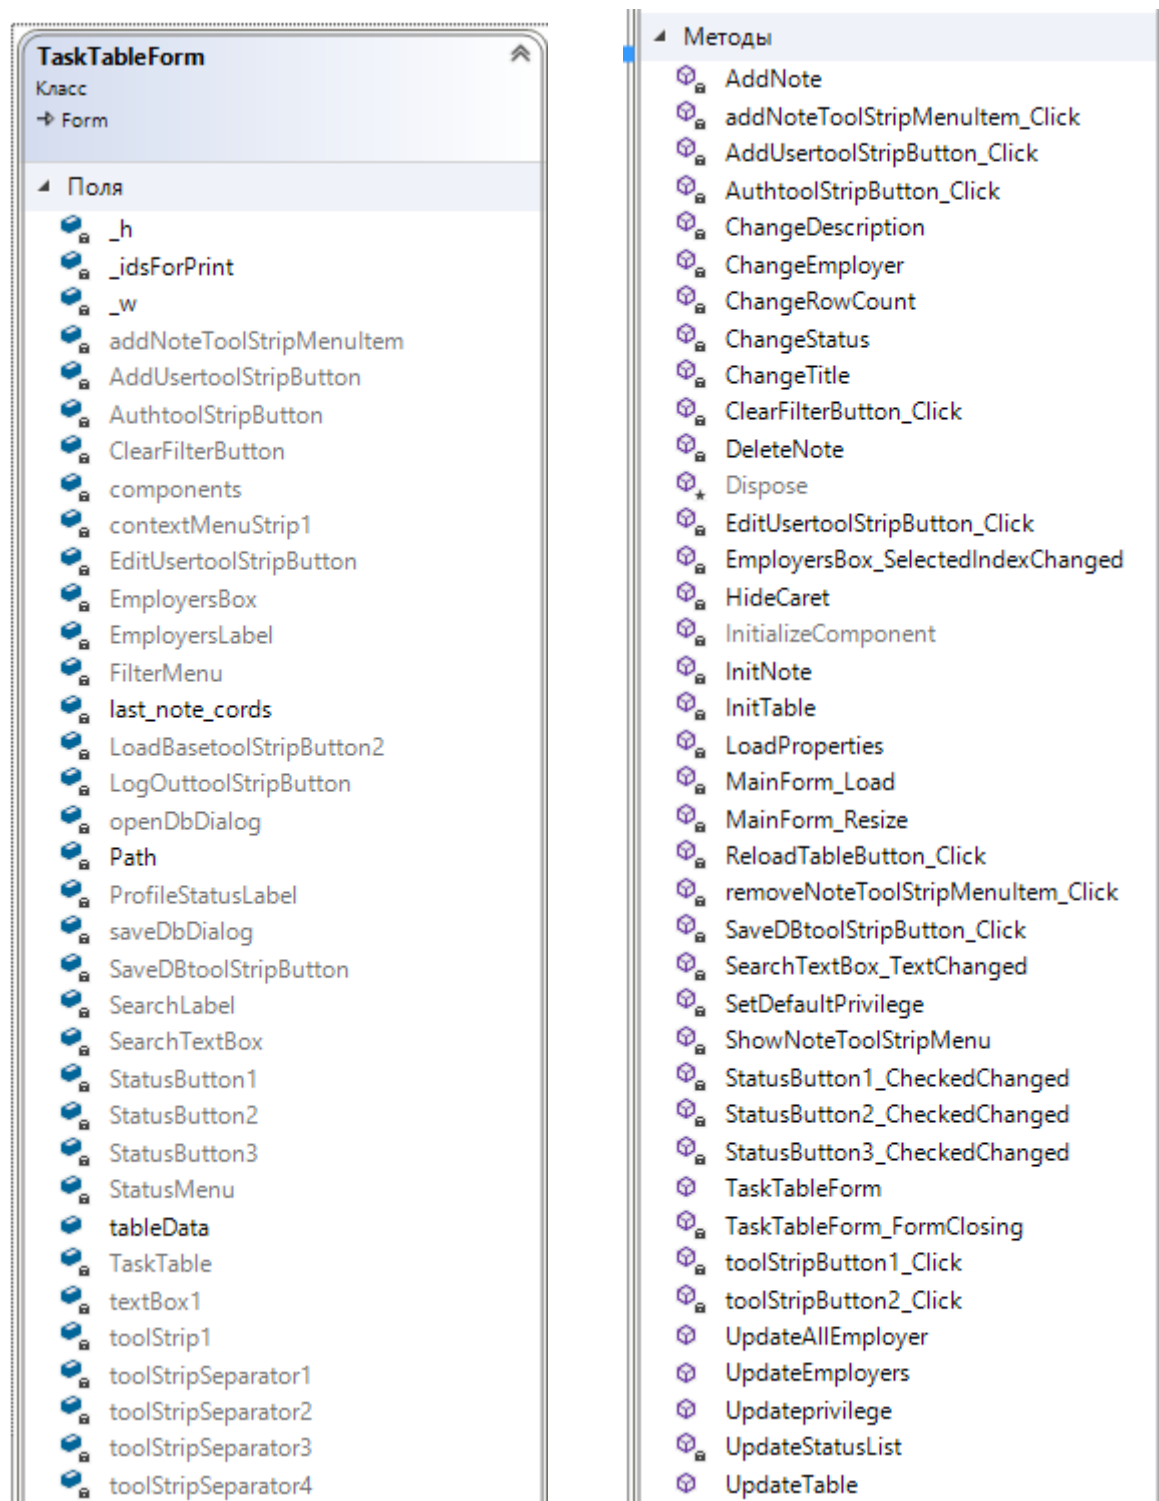 TaskTableForm
Класс
Form
Поля
_h
_idsForPrint
_w
addNoteToolStripMenuItem
AddUsertoolStripButton
AuthtoolStripButton
ClearFilterButton
components
contextMenuStrip1
EditUsertoolStripButton
EmployersBox
EmployersLabel
FilterMenu
last_note_cords
LoadBasetoolStripButton2
LogOuttoolStripButton
openDbDialog
Path
ProfileStatusLabel
saveDbDialog
SaveDBtoolStripButton
SearchLabel
SearchTextBox
StatusButton1
StatusButton2
StatusButton3
StatusMenu
tableData
TaskTable
textBox1
toolStrip1
toolStripSeparator1
toolStripSeparator2
toolStripSeparator3
toolStripSeparator4
Методы
AddNote
addNoteToolStripMenuItem_Click
AddUsertoolStripButton_Click
AuthtoolStripButton_Click
ChangeDescription
ChangeEmployer
ChangeRowCount
ChangeStatus
ChangeTitle
ClearFilterButton_Click
DeleteNote
Dispose
EditUsertoolStripButton_Click
EmployersBox_SelectedIndexChanged
HideCaret
InitializeComponent
InitNote
InitTable
LoadProperties
MainForm_Load
MainForm_Resize
ReloadTableButton_Click
removeNoteToolStripMenuItem_Click
SaveDBtoolStripButton_Click
SearchTextBox_TextChanged
SetDefaultPrivilege
ShowNoteToolStripMenu
StatusButton1_CheckedChanged
StatusButton2_CheckedChanged
StatusButton3_CheckedChanged
TaskTableForm
TaskTableForm_FormClosing
toolStripButton1_Click
toolStripButton2_Click
UpdateAllEmployer
UpdateEmployers
Updateprivilege
UpdateStatusList
UpdateTable